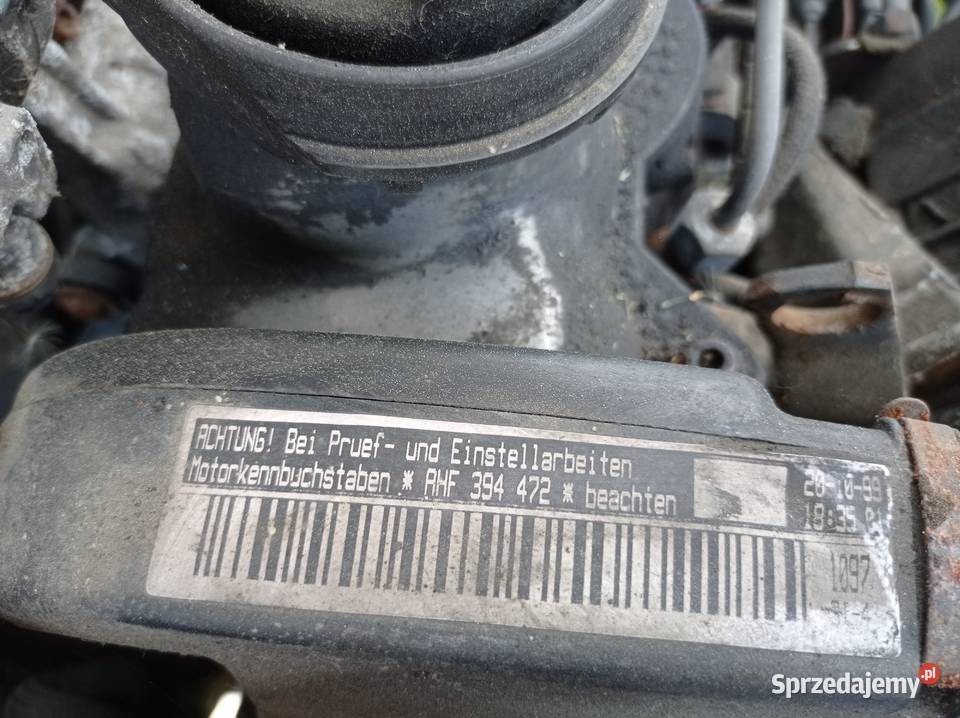 ACHTUNG! Bei Pruef- und Einstellarbeiten
Motorkennbuchstaben * AHF 394 472 * beachten
20-10-99
18:35
1097
Sprzedajemy.pl